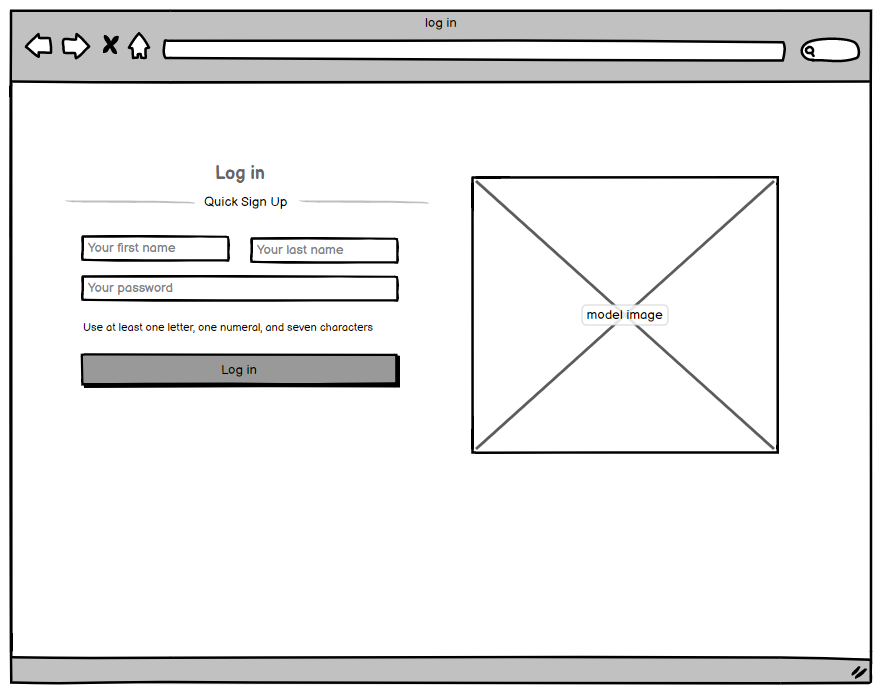 log in
Log in
Quick Sign Up
Your first name
Your last name
Your password
Use at least one letter, one numeral, and seven characters
Log in
model image